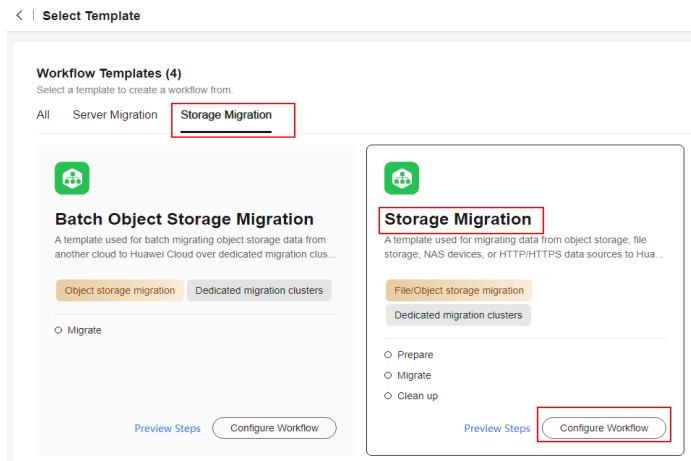 Select Template
Workflow Templates (4)
Select a template to create a workflow from.
All Server Migration Storage Migration
Batch Object Storage Migration
A template used for batch migrating object storage data from
another cloud to Huawei Cloud over dedicated migration clus...
Object storage migration Dedicated migration clusters
Migrate
Preview Steps Configure Workflow
Storage Migration
A template used for migrating data from object storage, file
storage, NAS devices, or HTTP/HTTPS data sources to Hua...
File/Object storage migration
Dedicated migration clusters
Prepare
Migrate
Clean up
Preview Steps Configure Workflow